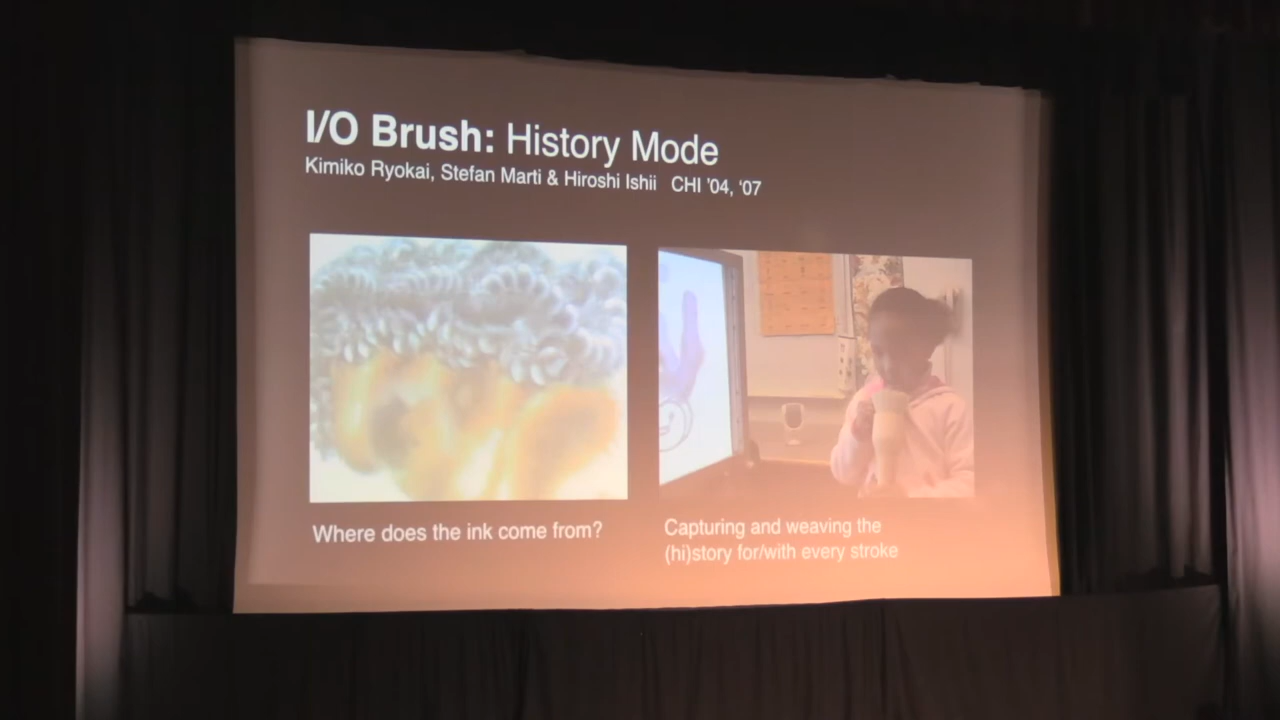 I/O Brush: History Mode
Kimiko Ryokai, Stefan Marti & Hiroshi Ishii CHI '04, ‘07
Where does the ink come from?
Capturing and weaving the
(hi)story for/with every stroke